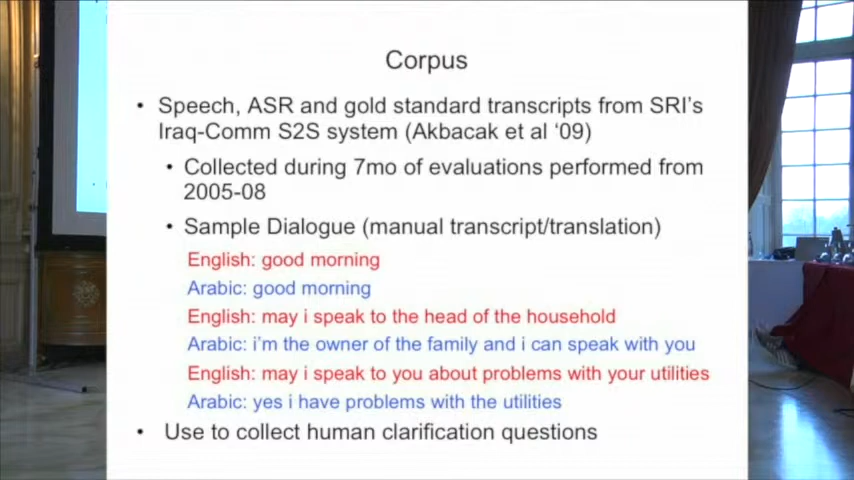 Corpus
• Speech, ASR and gold standard transcripts from SRI's
Iraq-Comm S2S system (Akbacak et al ‘09)
• Collected during 7mo of evaluations performed from
2005-08
• Sample Dialogue (manual transcript/translation)
English: good morning
Arabic: good morning
English: may i speak to the head of the household
Arabic: i'm the owner of the family and i can speak with you
English: may i speak to you about problems with your utilities
Arabic: yes i have problems with the utilities
• Use to collect human clarification questions